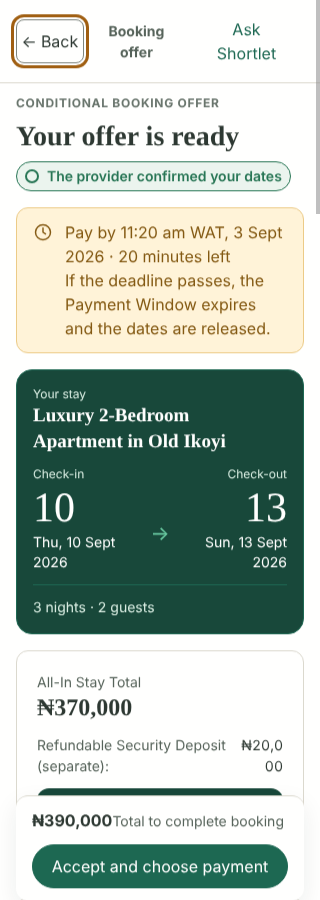 ← Back
Booking offer
Ask Shortlet
CONDITIONAL BOOKING OFFER
Your offer is ready
The provider confirmed your dates
Pay by 11:20 am WAT, 3 Sept
2026 · 20 minutes left
If the deadline passes, the
Payment Window expires
and the dates are released.
Your stay
Luxury 2-Bedroom
Apartment in Old Ikoyi
Check-in
Check-out
10
13
Thu, 10 Sept
2026
→
Sun, 13 Sept
2026
3 nights · 2 guests
All-In Stay Total
₦370,000
Refundable Security Deposit
(separate):
₦20,0
00
₦390,000 Total to complete booking
Accept and choose payment